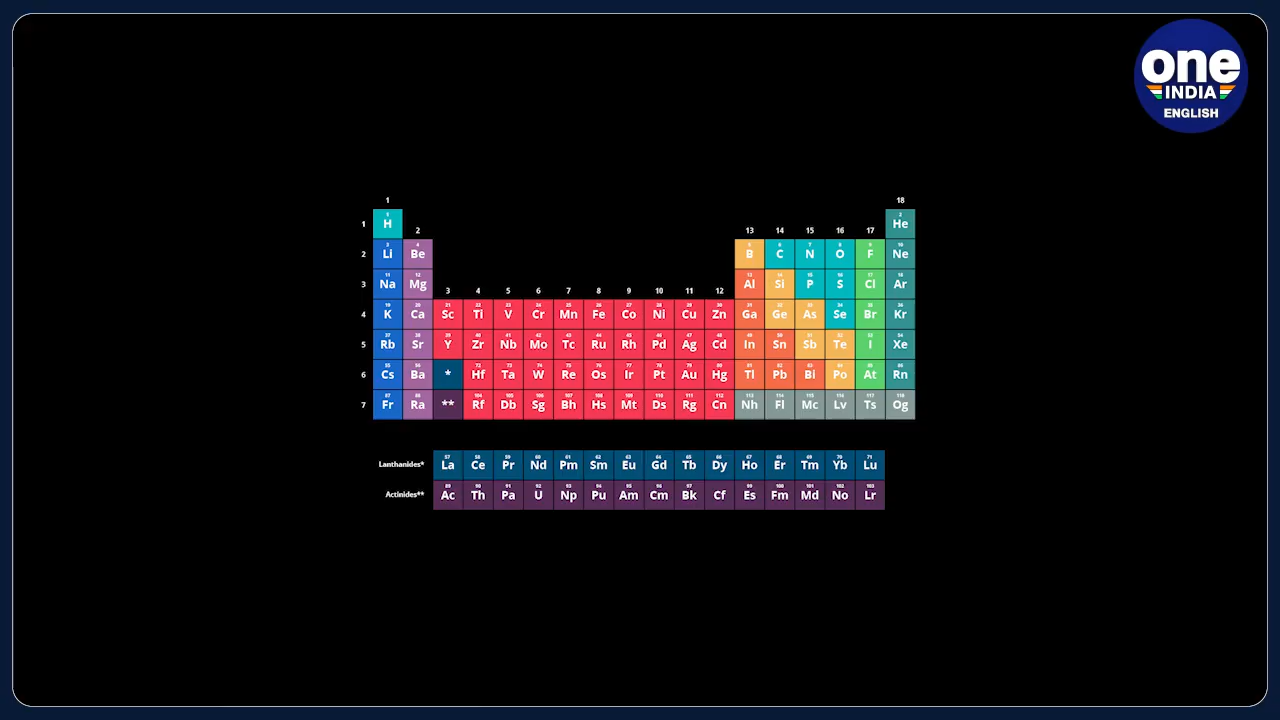 one
INDIA
ENGLISH
1 18
1 H He
2 13 14 15 16 17
2 Li Be B C N O F Ne
3 Na Mg Al Si P S Cl Ar
3 4 5 6 7 8 9 10 11 12
4 K Ca Sc Ti V Cr Mn Fe Co Ni Cu Zn Ga Ge As Se Br Kr
5 Rb Sr Y Zr Nb Mo Tc Ru Rh Pd Ag Cd In Sn Sb Te I Xe
6 Cs Ba * Hf Ta W Re Os Ir Pt Au Hg Tl Pb Bi Po At Rn
7 Fr Ra ** Rf Db Sg Bh Hs Mt Ds Rg Cn Nh Fl Mc Lv Ts Og
Lanthanides* La Ce Pr Nd Pm Sm Eu Gd Tb Dy Ho Er Tm Yb Lu
Actinides** Ac Th Pa U Np Pu Am Cm Bk Cf Es Fm Md No Lr